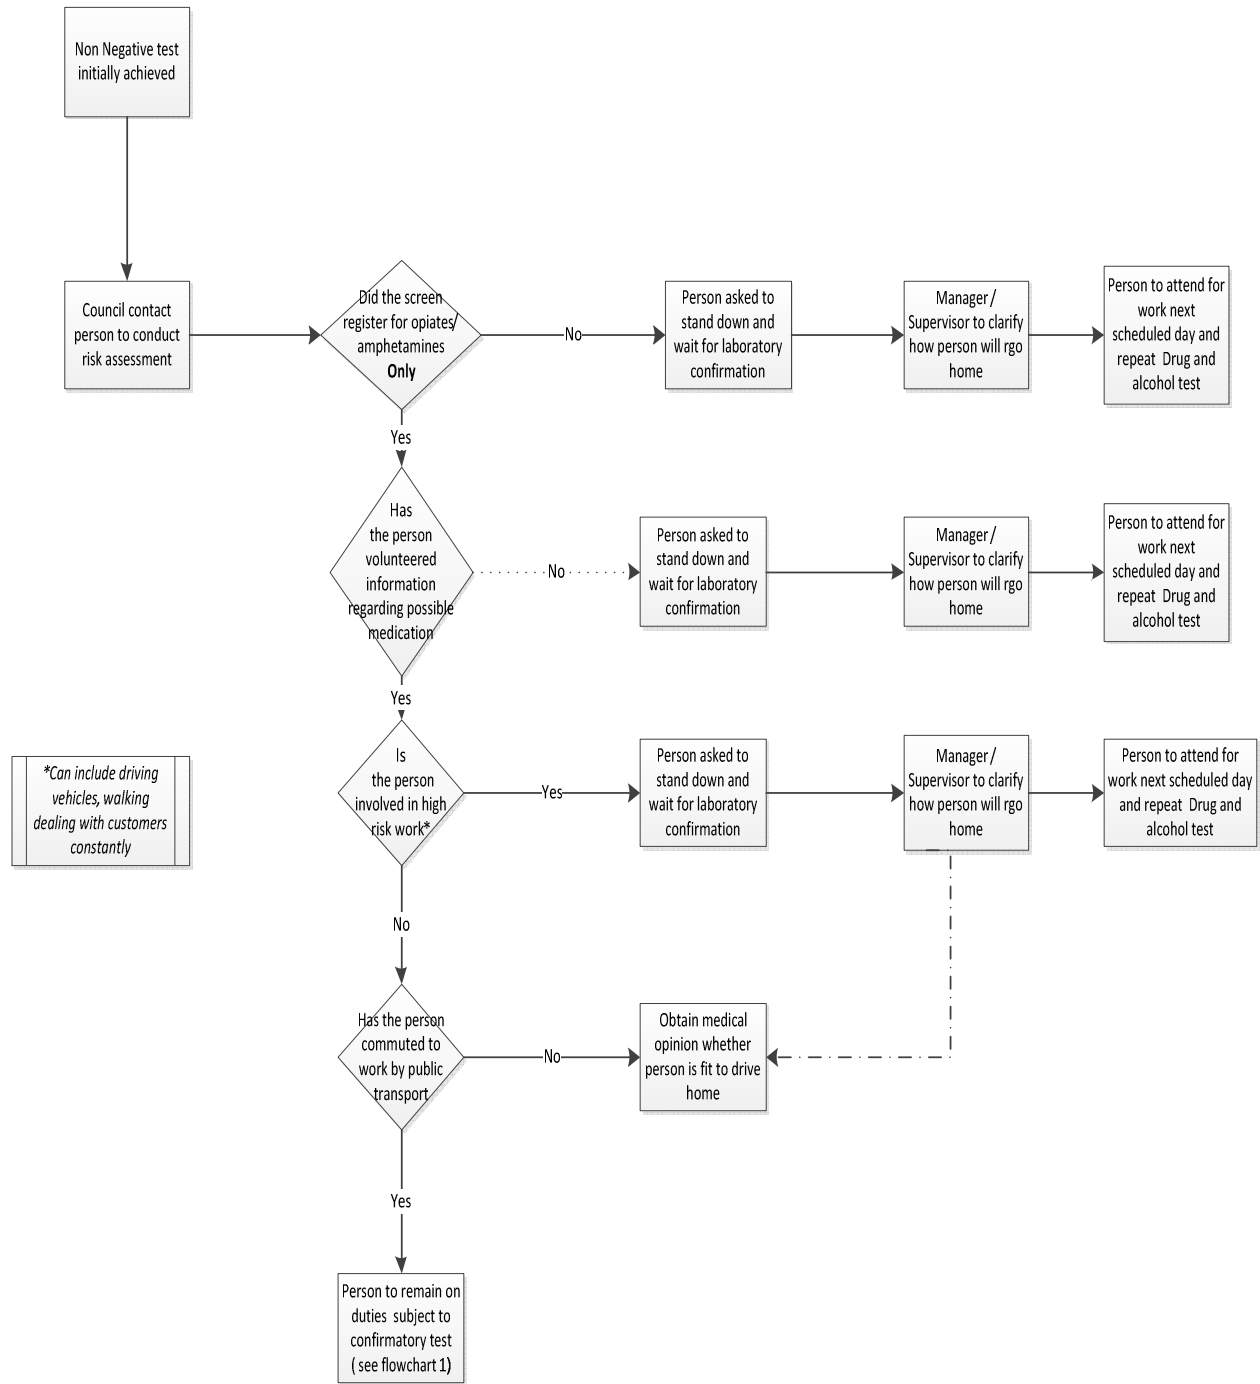 Non Negative test
initially achieved
Council contact
person to conduct
risk assessment
Did the screen
register for opiates/
amphetamines
Only
No
Person asked to
stand down and
wait for laboratory
confirmation
Manager /
Supervisor to clarify
how person will rgo
home
Person to attend for
work next
scheduled day and
repeat Drug and
alcohol test
Yes
Has
the person
volunteered
information
regarding possible
medication
No
Person asked to
stand down and
wait for laboratory
confirmation
Manager /
Supervisor to clarify
how person will rgo
home
Person to attend for
work next
scheduled day and
repeat Drug and
alcohol test
Yes
*Can include driving
vehicles, walking
dealing with customers
constantly
Is
the person
involved in high
risk work*
Yes
Person asked to
stand down and
wait for laboratory
confirmation
Manager /
Supervisor to clarify
how person will rgo
home
Person to attend for
work next scheduled day
and repeat Drug and
alcohol test
No
Has the person
commuted to
work by public
transport
No
Obtain medical
opinion whether
person is fit to drive
home
Yes
Person to remain on
duties subject to
confirmatory test
( see flowchart 1)